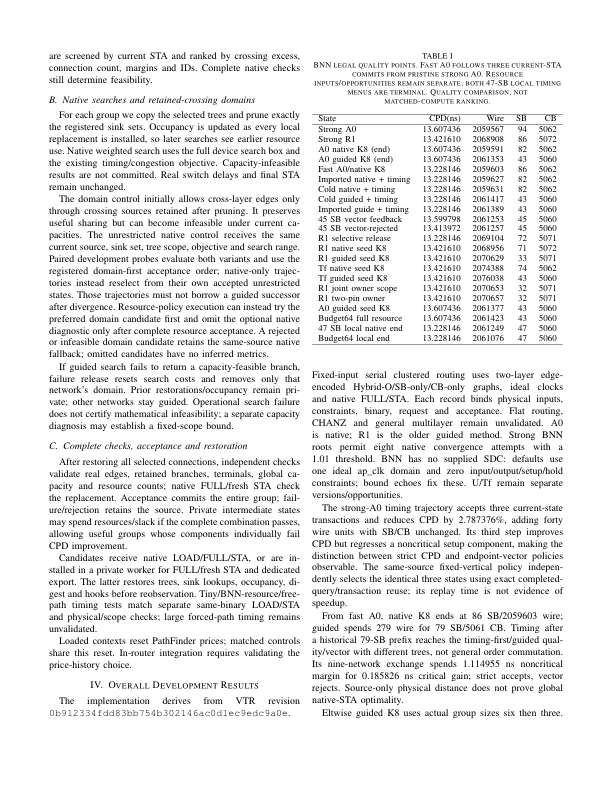 are screened by current STA and ranked by crossing excess,
connection count, margins and IDs. Complete native checks
still determine feasibility.
B. Native searches and retained-crossing domains
For each group we copy the selected trees and prune exactly
the registered sink sets. Occupancy is updated as every local
replacement is installed, so later searches see earlier resource
use. Native weighted search uses the full device search box and
the existing timing/congestion objective. Capacity-infeasible
results are not committed. Real switch delays and final STA
remain unchanged.
The domain control initially allows cross-layer edges only
through crossings retained after pruning. It preserves
useful sharing but can become infeasible under current ca-
pacities. The unrestricted native control receives the same
current source, sink set, tree scope, objective and search range.
Paired development probes evaluate both variants and use the
registered domain-first acceptance order; native-only trajec-
tories instead reselect from their own accepted unrestricted
states. Those trajectories must not borrow a guided successor
after divergence. Resource-policy execution can instead try the
preferred domain candidate first and omit the optional native
diagnostic only after complete resource acceptance. A rejected
or infeasible domain candidate retains the same-source native
fallback; omitted candidates have no inferred metrics.
If guided search fails to return a capacity-feasible branch,
failure release resets search costs and removes only that
network's domain. Prior restorations/occupancy remain pri-
vate; other networks stay guided. Operational search failure
does not certify mathematical infeasibility; a separate capacity
diagnosis may establish a fixed-scope bound.
C. Complete checks, acceptance and restoration
After restoring all selected connections, independent checks
validate real edges, retained branches, terminals, global ca-
pacity and resource counts; native FULL/fresh STA check
the replacement. Acceptance commits the entire group; fail-
ure/rejection retains the source. Private intermediate states
may spend resources/slack if the complete combination passes,
allowing useful groups whose components individually fail
CPD improvement.
Candidates receive native LOAD/FULL/STA, or are in-
stalled in a private worker for FULL/fresh STA and dedicated
export. The latter restores trees, sink lookups, occupancy, di-
gest and hooks before reobservation. Tiny/BNN-resource/free-
path timing tests match separate same-binary LOAD/STA
and physical/scope checks; large forced-path timing remains
unvalidated.
Loaded contexts reset PathFinder prices; matched controls
share this reset. In-router integration requires validating the
price-history choice.
IV. OVERALL DEVELOPMENT RESULTS
The implementation derives from VTR revision
0b912334fdd83bb754b302146ac0d1ec9edc9a0e.
TABLE I
BNN LEGAL QUALITY POINTS. FAST A0 FOLLOWS THREE CURRENT-STA
COMMITS FROM PRISTINE STRONG A0. RESOURCE
INPUTS/OPPORTUNITIES REMAIN SEPARATE; BOTH 47-SB LOCAL TIMING
MENUS ARE TERMINAL. QUALITY COMPARISON, NOT
MATCHED-COMPUTE RANKING.
State CPD(ns) Wire SB CB
Strong A0 13.607436 2059567 94 5062
Strong R1 13.421610 2068908 86 5072
A0 native K8 (end) 13.607436 2059591 82 5062
A0 guided K8 (end) 13.607436 2061353 43 5060
Fast A0/native K8 13.228146 2059603 86 5062
Imported native + timing 13.228146 2059627 82 5062
Cold native + timing 13.228146 2059631 82 5062
Cold guided + timing 13.228146 2061417 43 5060
Imported guide + timing 13.228146 2061389 43 5060
45 SB vector feedback 13.599798 2061253 45 5060
45 SB vector-rejected 13.413972 2061257 45 5060
R1 selective release 13.228146 2069104 72 5071
R1 native seed K8 13.421610 2068956 71 5072
R1 guided seed K8 13.421610 2070629 33 5071
Tf native seed K8 13.421610 2074388 74 5062
Tf guided seed K8 13.421610 2076038 43 5060
R1 joint owner scope 13.421610 2070653 32 5071
R1 two-pin owner 13.421610 2070657 32 5071
A0 guided seed K8 13.607436 2061377 43 5060
Budget64 full resource 13.607436 2061423 43 5060
47 SB local native end 13.228146 2061249 47 5060
Budget64 local end 13.228146 2061076 47 5060
Fixed-input serial clustered routing uses two-layer edge-
encoded Hybrid-O/SB-only/CB-only graphs, ideal clocks
and native FULL/STA. Each record binds physical inputs,
constraints, binary, request and acceptance. Flat routing,
CHANZ and general multilayer remain unvalidated. A0
is native; R1 is the older guided method. Strong BNN
roots permit eight native convergence attempts with a
1.01 threshold. BNN has no supplied SDC: defaults use
one ideal ap_clk domain and zero input/output/setup/hold
constraints; bound echoes fix these. U/Tf remain separate
versions/opportunities.
The strong-A0 timing trajectory accepts three current-state
transactions and reduces CPD by 2.787376%, adding forty
wire units with SB/CB unchanged. Its third step improves
CPD but regresses a noncritical setup component, making the
distinction between strict CPD and endpoint-vector policies
observable. The same-source fixed-vertical policy indepen-
dently selects the identical three states using exact completed-
query/transaction reuse; its replay time is not evidence of
speedup.
From fast A0, native K8 ends at 86 SB/2059603 wire;
guided spends 279 wire for 79 SB/5061 CB. Timing after
a historical 79-SB prefix reaches the timing-first/guided qual-
ity/vector with different trees, not general order commutation.
Its nine-network exchange spends 1.114955 ns noncritical
margin for 0.185826 ns critical gain; strict accepts, vector
rejects. Source-only physical distance does not prove global
native-STA optimality.
Eltwise guided K8 uses actual group sizes six then three.